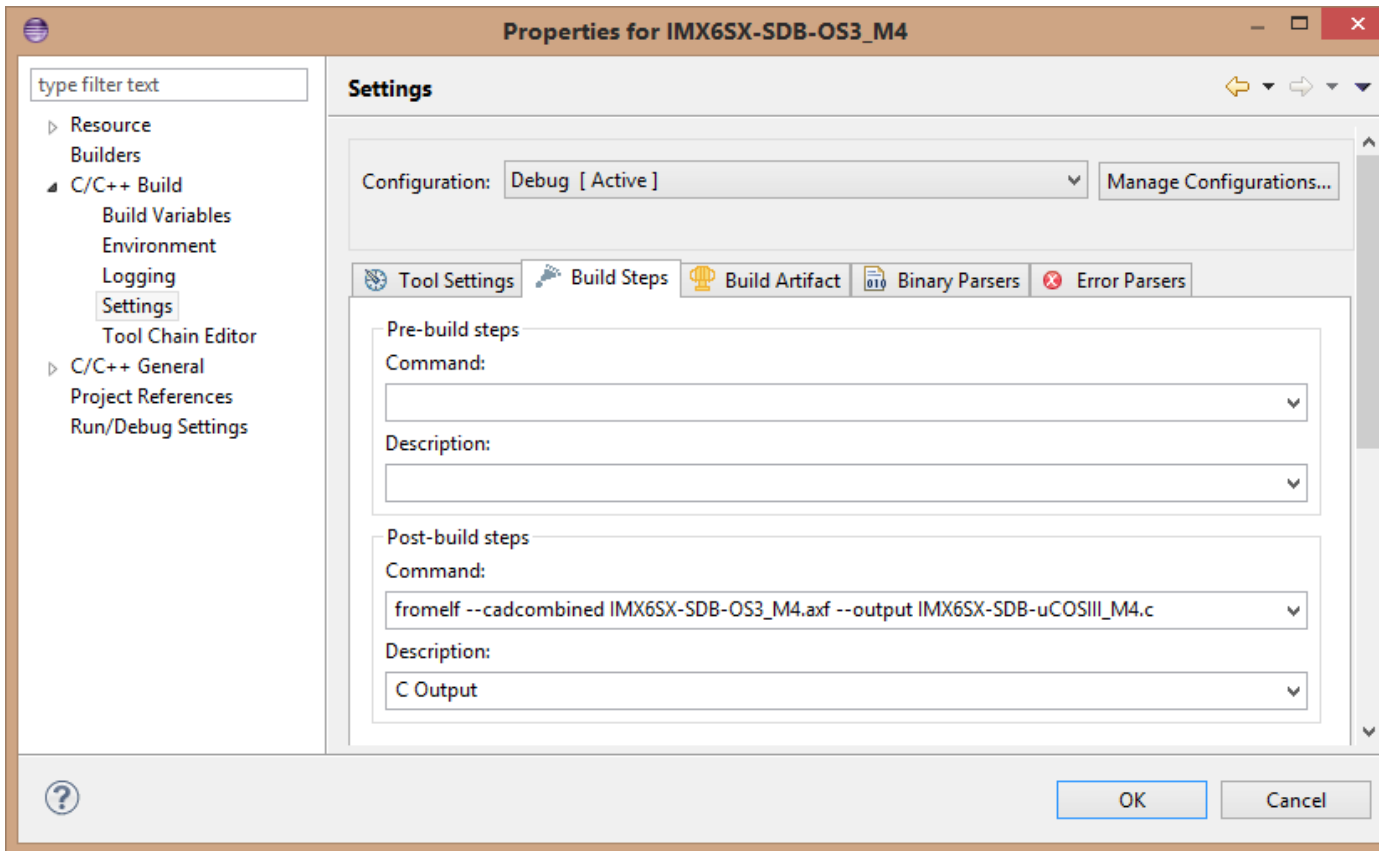 Properties for IMX6SX-SDB-OS3_M4
type filter text
Resource
Builders
C/C++ Build
Build Variables
Environment
Logging
Settings
Tool Chain Editor
C/C++ General
Project References
Run/Debug Settings
Settings
Configuration: Debug [ Active ] Manage Configurations...
Tool Settings Build Steps Build Artifact 010 Binary Parsers Error Parsers
Pre-build steps
Command:
Description:
Post-build steps
Command:
fromelf --cadcombined IMX6SX-SDB-OS3_M4.axf --output IMX6SX-SDB-uCOSIII_M4.c
Description:
C Output
OK Cancel